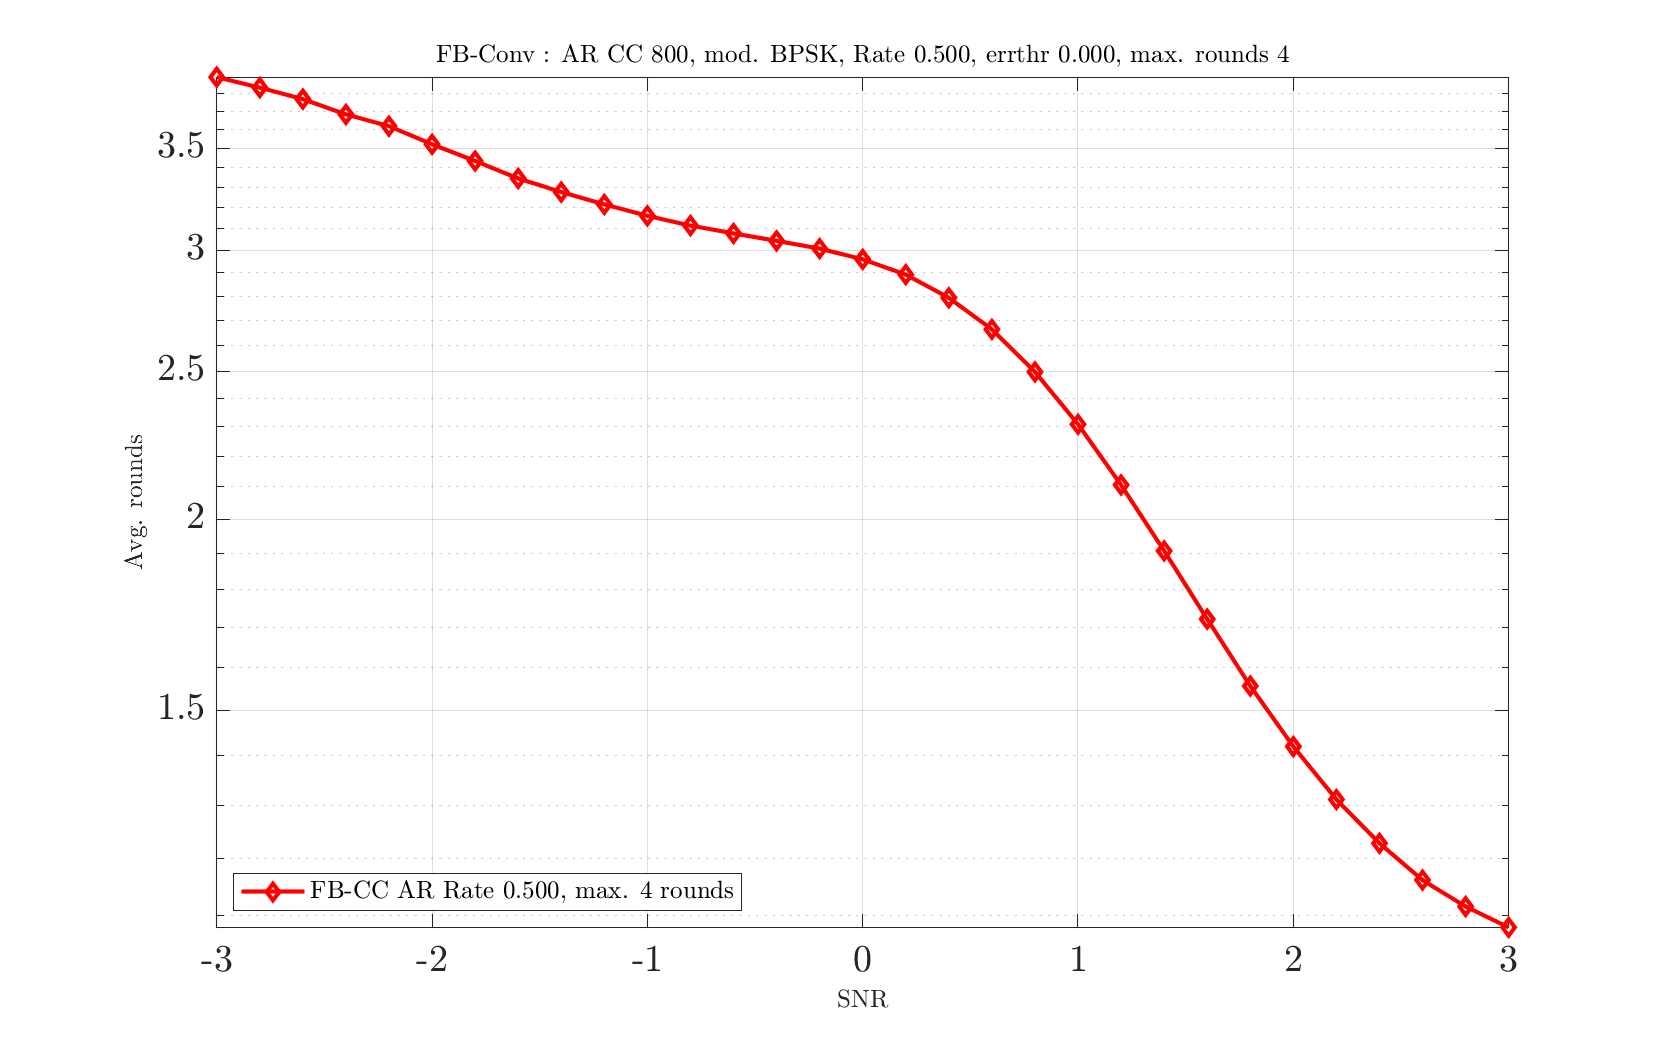 FB-Conv : AR CC 800, mod. BPSK, Rate 0.500, errthr 0.000, max. rounds 4
3.5
3
2.5
2
1.5
Avg. rounds
FB-CC AR Rate 0.500, max. 4 rounds
-3 -2 -1 0 1 2 3
SNR